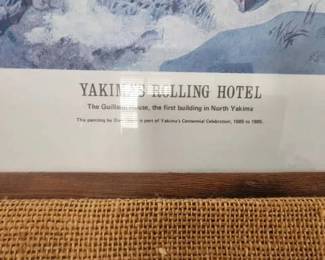 YAKIMA'S ROLLING HOTEL
The Guilland House, the first building in North Yakima
This painting by is part of Yakima's Centennial Celebration, 1885 to 1985.